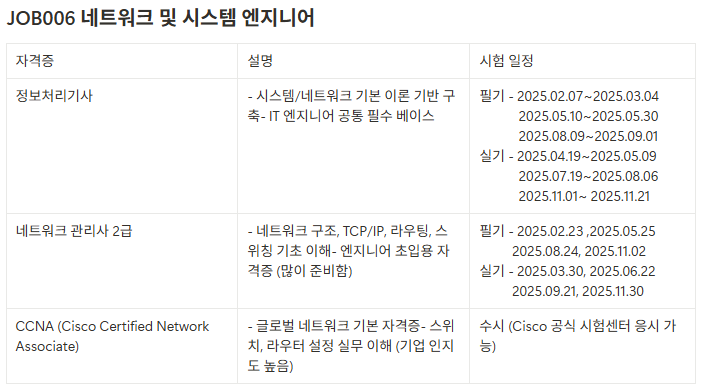 JOB006 네트워크 및 시스템 엔지니어
자격증 설명 시험 일정
정보처리기사
- 시스템/네트워크 기본 이론 기반 구
축- IT 엔지니어 공통 필수 베이스
필기 - 2025.02.07~2025.03.04
2025.05.10~2025.05.30
2025.08.09~2025.09.01
실기 - 2025.04.19~2025.05.09
2025.07.19~2025.08.06
2025.11.01~ 2025.11.21
네트워크 관리사 2급
- 네트워크 구조, TCP/IP, 라우팅, 스
위칭 기초 이해- 엔지니어 초입용 자
격증 (많이 준비함)
필기 - 2025.02.23 ,2025.05.25
2025.08.24, 2025.11.02
실기 - 2025.03.30, 2025.06.22
2025.09.21, 2025.11.30
CCNA (Cisco Certified Network
Associate)
- 글로벌 네트워크 기본 자격증- 스위
치, 라우터 설정 실무 이해 (기업 인지
도 높음)
수시 (Cisco 공식 시험센터 응시 가
능)